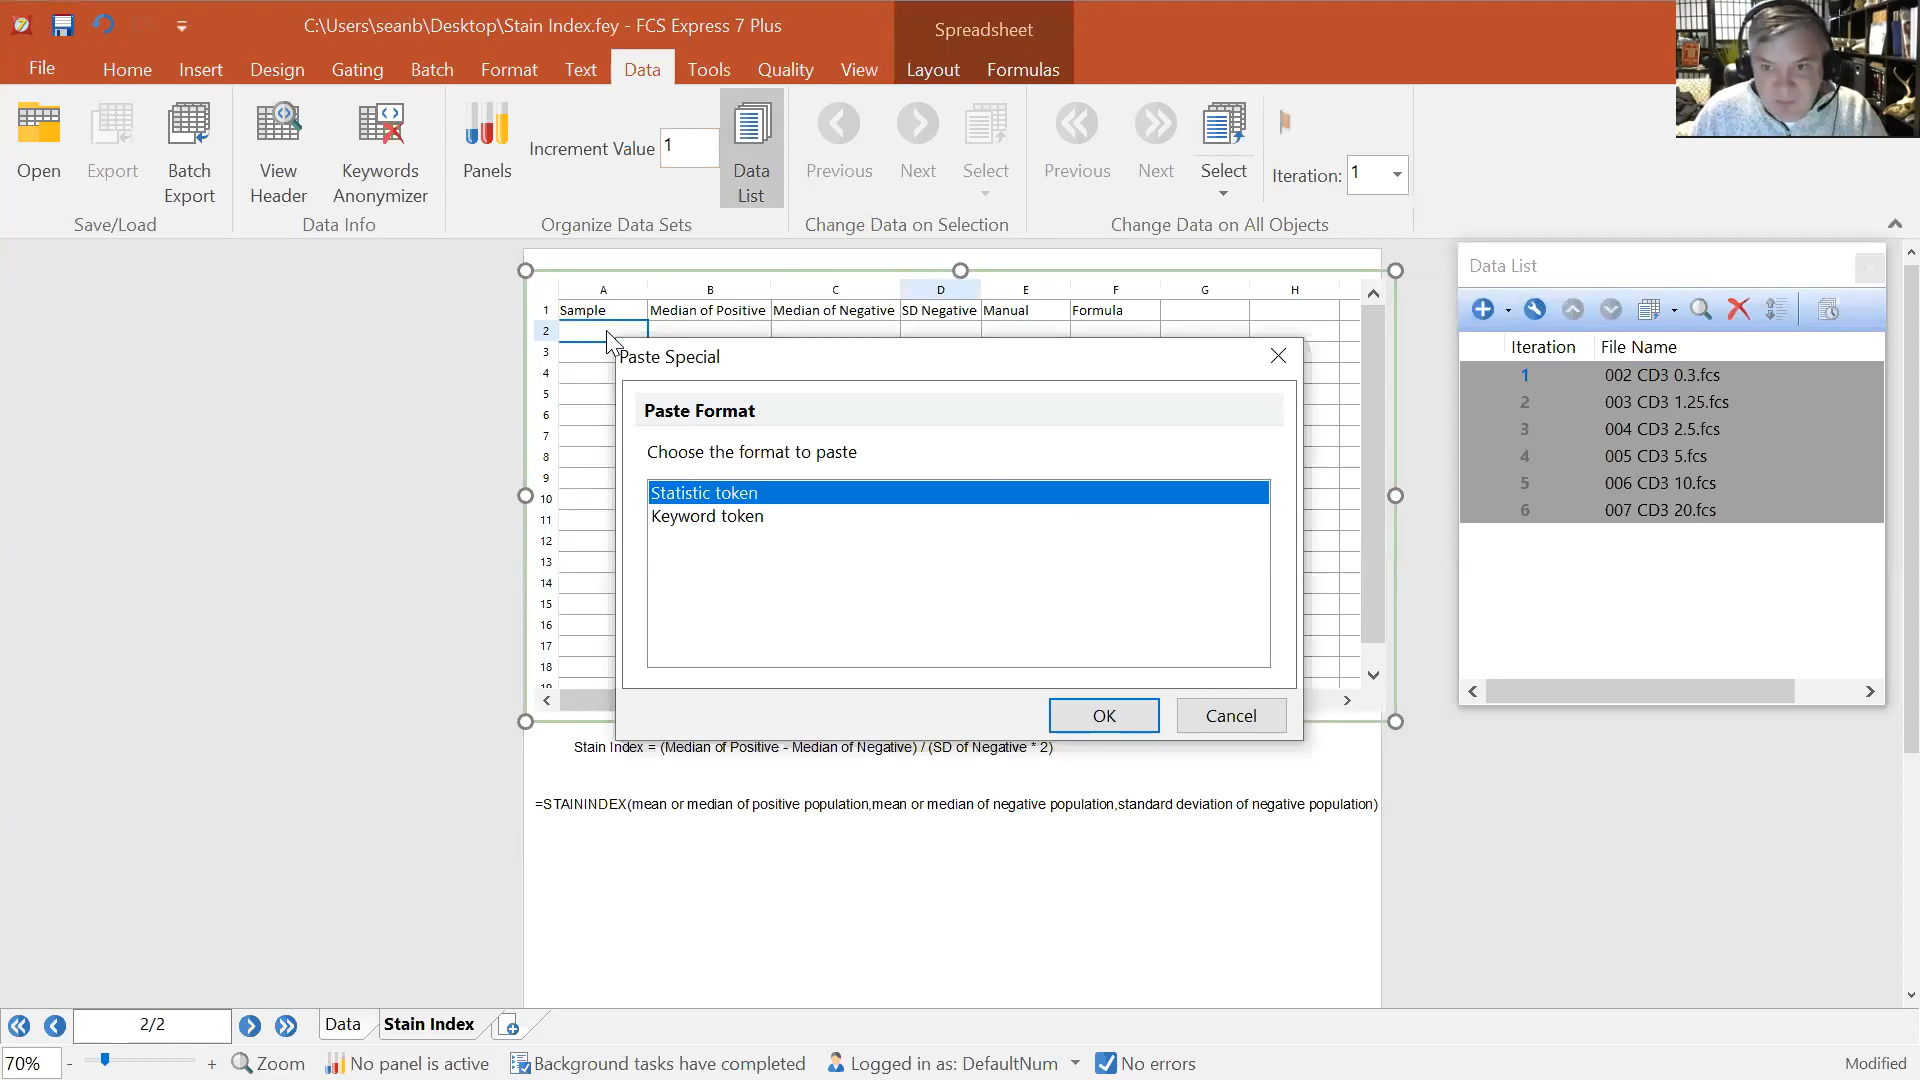 C:\Users\seanb\Desktop\Stain Index.fey - FCS Express 7 Plus
Spreadsheet
File Home Insert Design Gating Batch Format Text Data Tools Quality View Layout Formulas
Open
Export
Batch
Export
Save/Load
View
Header
Keywords
Anonymizer
Data Info
Panels
Increment Value 1
Data
List
Organize Data Sets
Previous
Next
Select
Change Data on Selection
Previous
Next
Select
Iteration: 1
Change Data on All Objects
A B C D E F G H
1 Sample Median of Positive Median of Negative SD Negative Manual Formula
2
3
4
5
6
7
8
9
10
11
12
13
14
15
16
17
18
19
Paste Special
Paste Format
Choose the format to paste
Statistic token
Keyword token
OK Cancel
Stain Index = (Median of Positive - Median of Negative) / (SD of Negative * 2)
=STAININDEX(mean or median of positive population,mean or median of negative population,standard deviation of negative population)
Data List
Iteration File Name
1 002 CD3 0.3.fcs
2 003 CD3 1.25.fcs
3 004 CD3 2.5.fcs
4 005 CD3 5.fcs
5 006 CD3 10.fcs
6 007 CD3 20.fcs
2/2 Data Stain Index
70% - + Zoom No panel is active Background tasks have completed Logged in as: DefaultNum No errors Modified